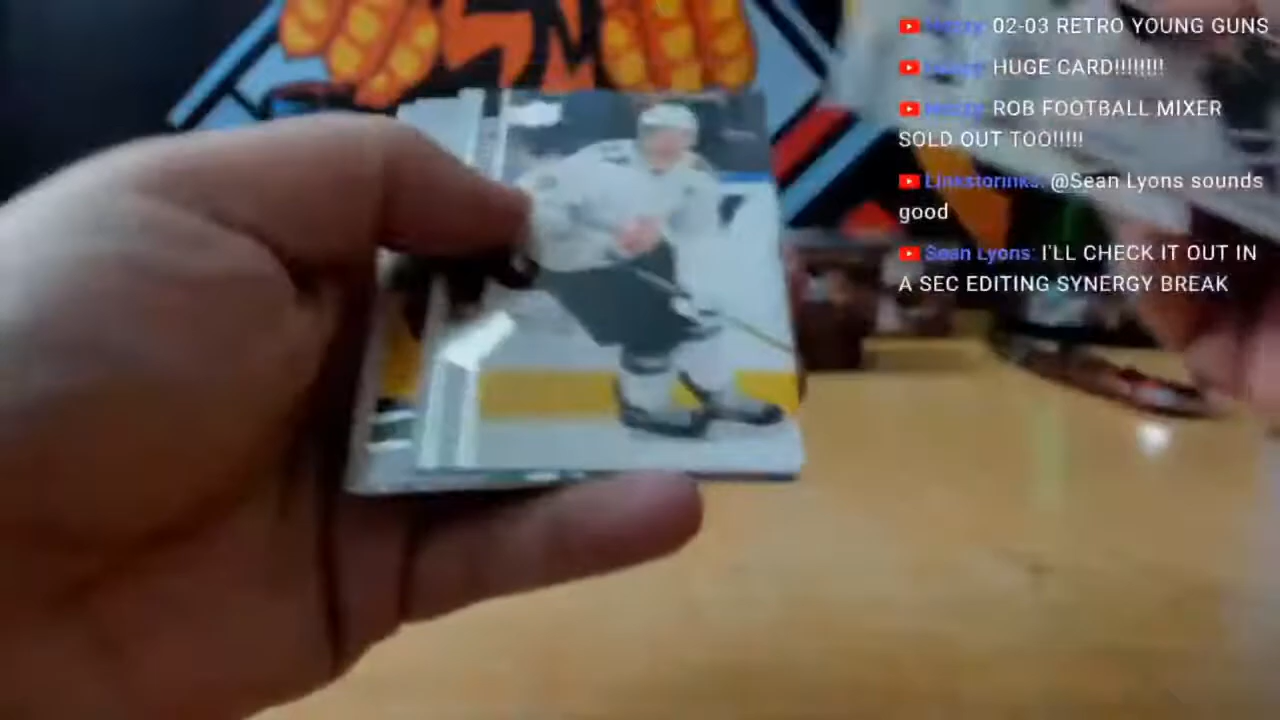 02-03 RETRO YOUNG GUNS
HUGE CARD!!!!!!!!
ROB FOOTBALL MIXER
SOLD OUT TOO!!!!!
@Sean Lyons sounds
good
Sean Lyons: I'LL CHECK IT OUT IN
A SEC EDITING SYNERGY BREAK